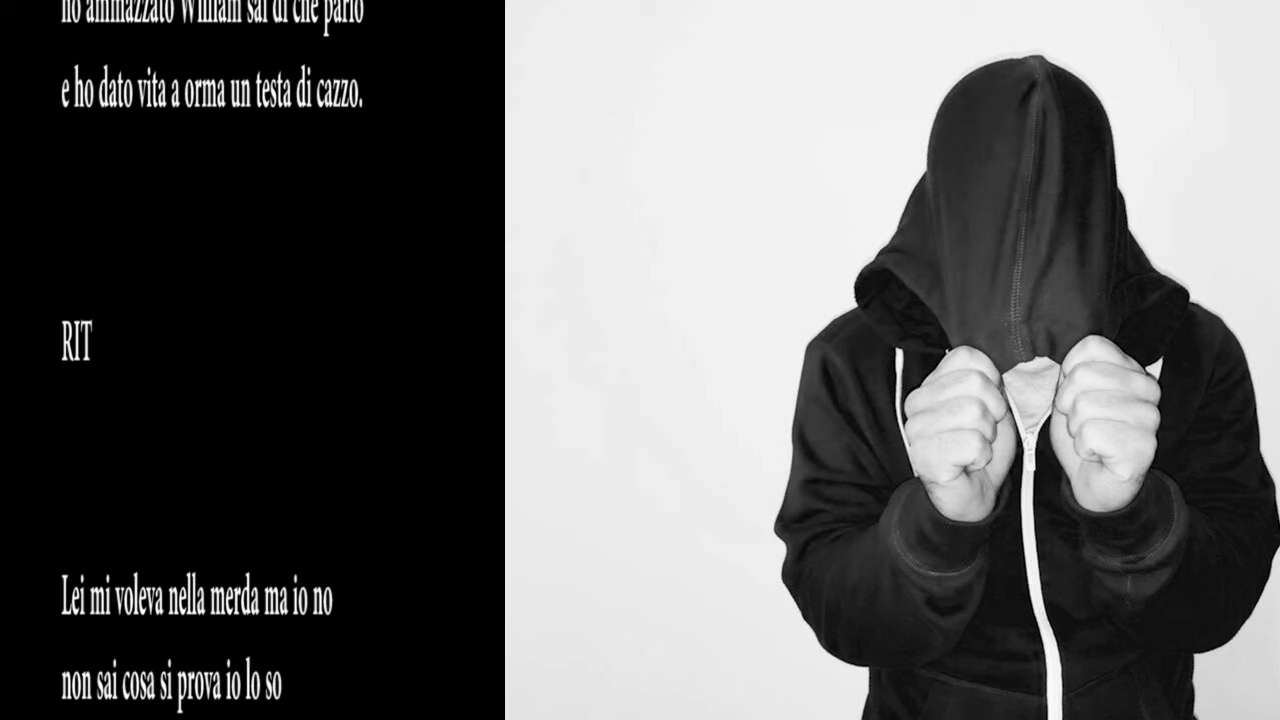 ho ammazzato William sai di che parlo
e ho dato vita a orma un testa di cazzo.
RIT
Lei mi voleva nella merda ma io no
non sai cosa si prova io lo so